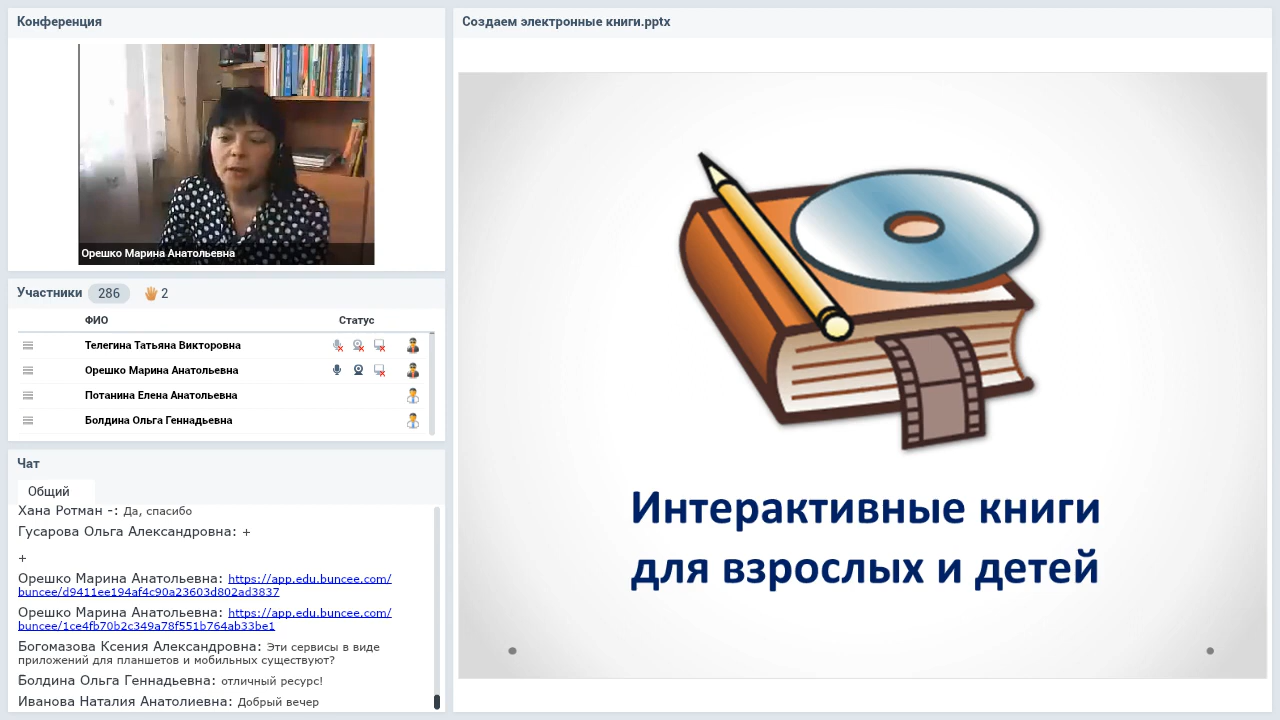 Конференция
Орешко Марина Анатольевна
Участники 286 2
ФИО Статус
Телегина Татьяна Викторовна
Орешко Марина Анатольевна
Потанина Елена Анатольевна
Болдина Ольга Геннадьевна
Чат
Общий
Хана Ротман -: Да, спасибо
Гусарова Ольга Александровна: +
+
Орешко Марина Анатольевна: https://app.edu.buncee.com/
buncee/d9411ee194af4c90a23603d802ad3837
Орешко Марина Анатольевна: https://app.edu.buncee.com/
buncee/1ce4fb70b2c349a78f551b764ab33be1
Богомазова Ксения Александровна: Эти сервисы в виде
приложений для планшетов и мобильных существуют?
Болдина Ольга Геннадьевна: отличный ресурс!
Иванова Наталия Анатолиевна: Добрый вечер
Создаем электронные книги.pptx
Интерактивные книги
для взрослых и детей